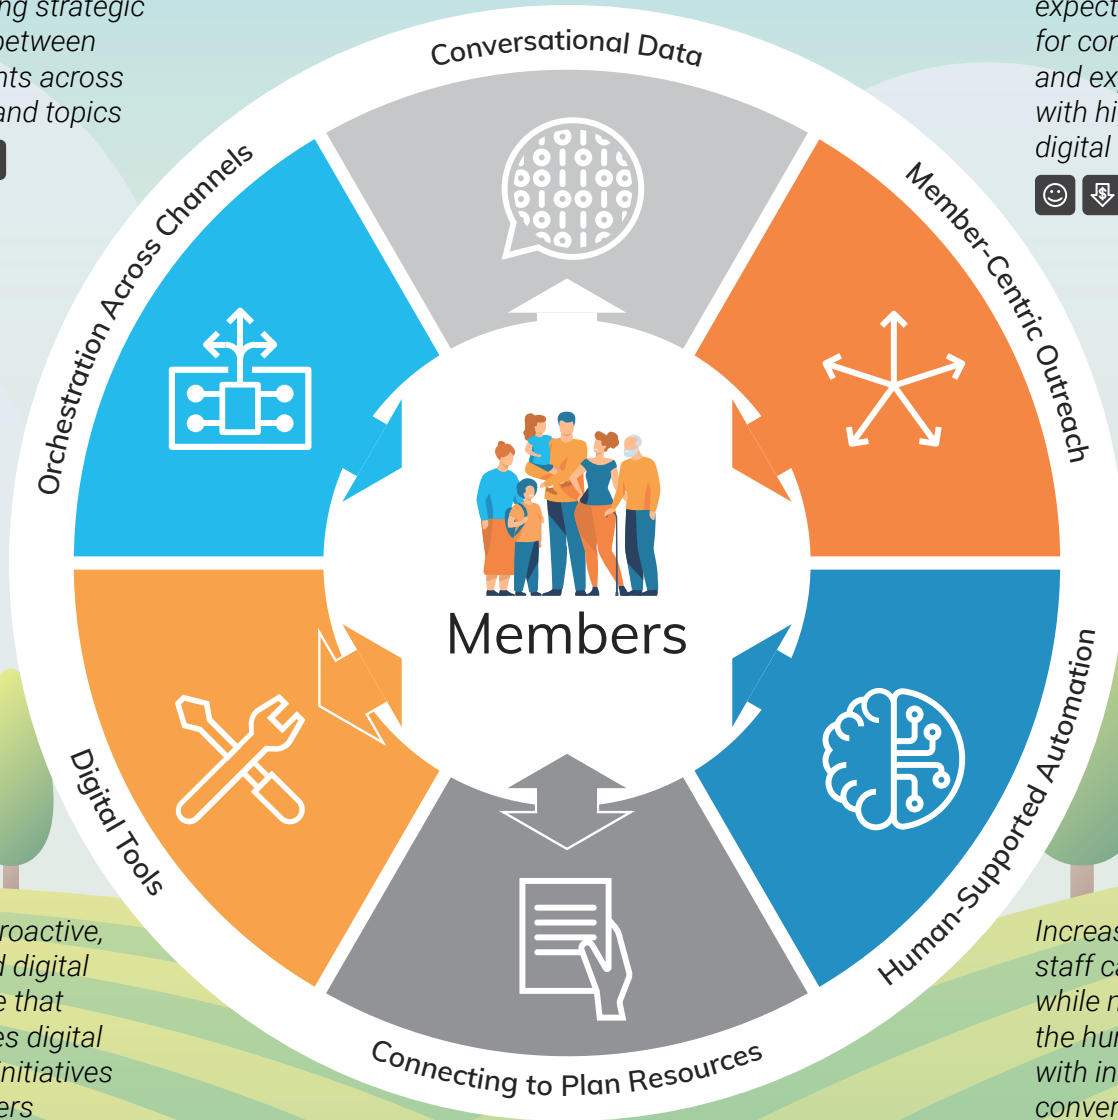 ng strategic
between
nts across
and topics
expect
for con
and ex
with hi
digital
Conversational Data
Orchestration Across Channels
Member-Centric Outreach
Members
Digital Tools
Human-Supported Automation
Connecting to Plan Resources
roactive,
d digital
e that
es digital
initiatives
ers
Increas
staff ca
while n
the hu
with in
conver